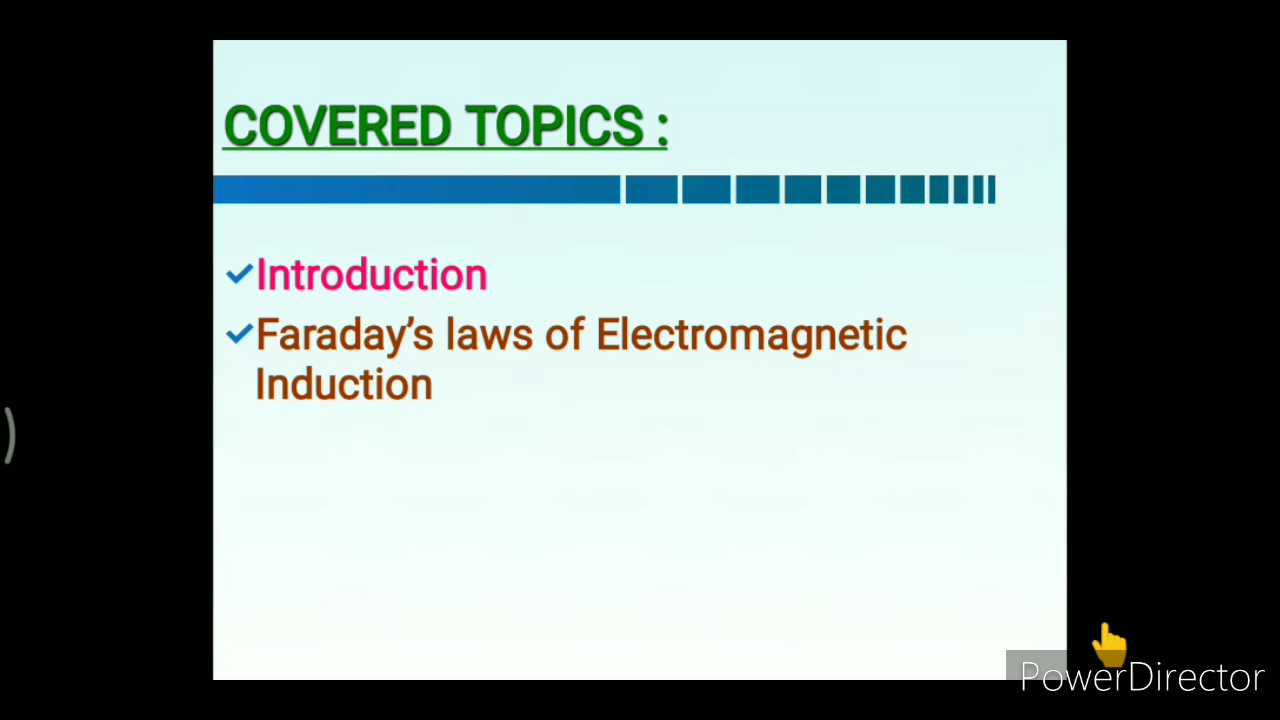 COVERED TOPICS :
Introduction
Faraday’s laws of Electromagnetic
Induction
PowerDirector